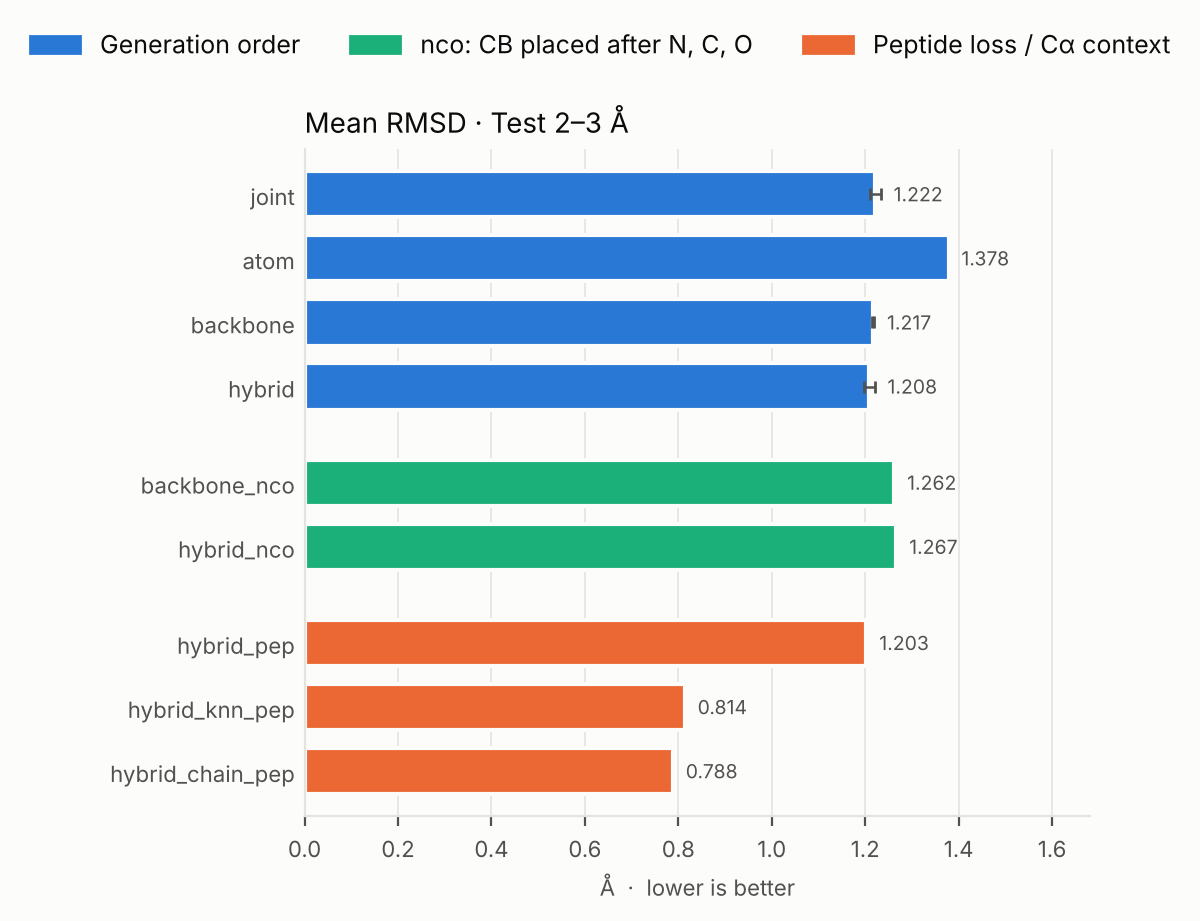 Generation order nco: CB placed after N, C, O Peptide loss / Cα context
Mean RMSD · Test 2–3 Å
joint 1.222
atom 1.378
backbone 1.217
hybrid 1.208
backbone_nco 1.262
hybrid_nco 1.267
hybrid_pep 1.203
hybrid_knn_pep 0.814
hybrid_chain_pep 0.788
0.0 0.2 0.4 0.6 0.8 1.0 1.2 1.4 1.6
Å · lower is better